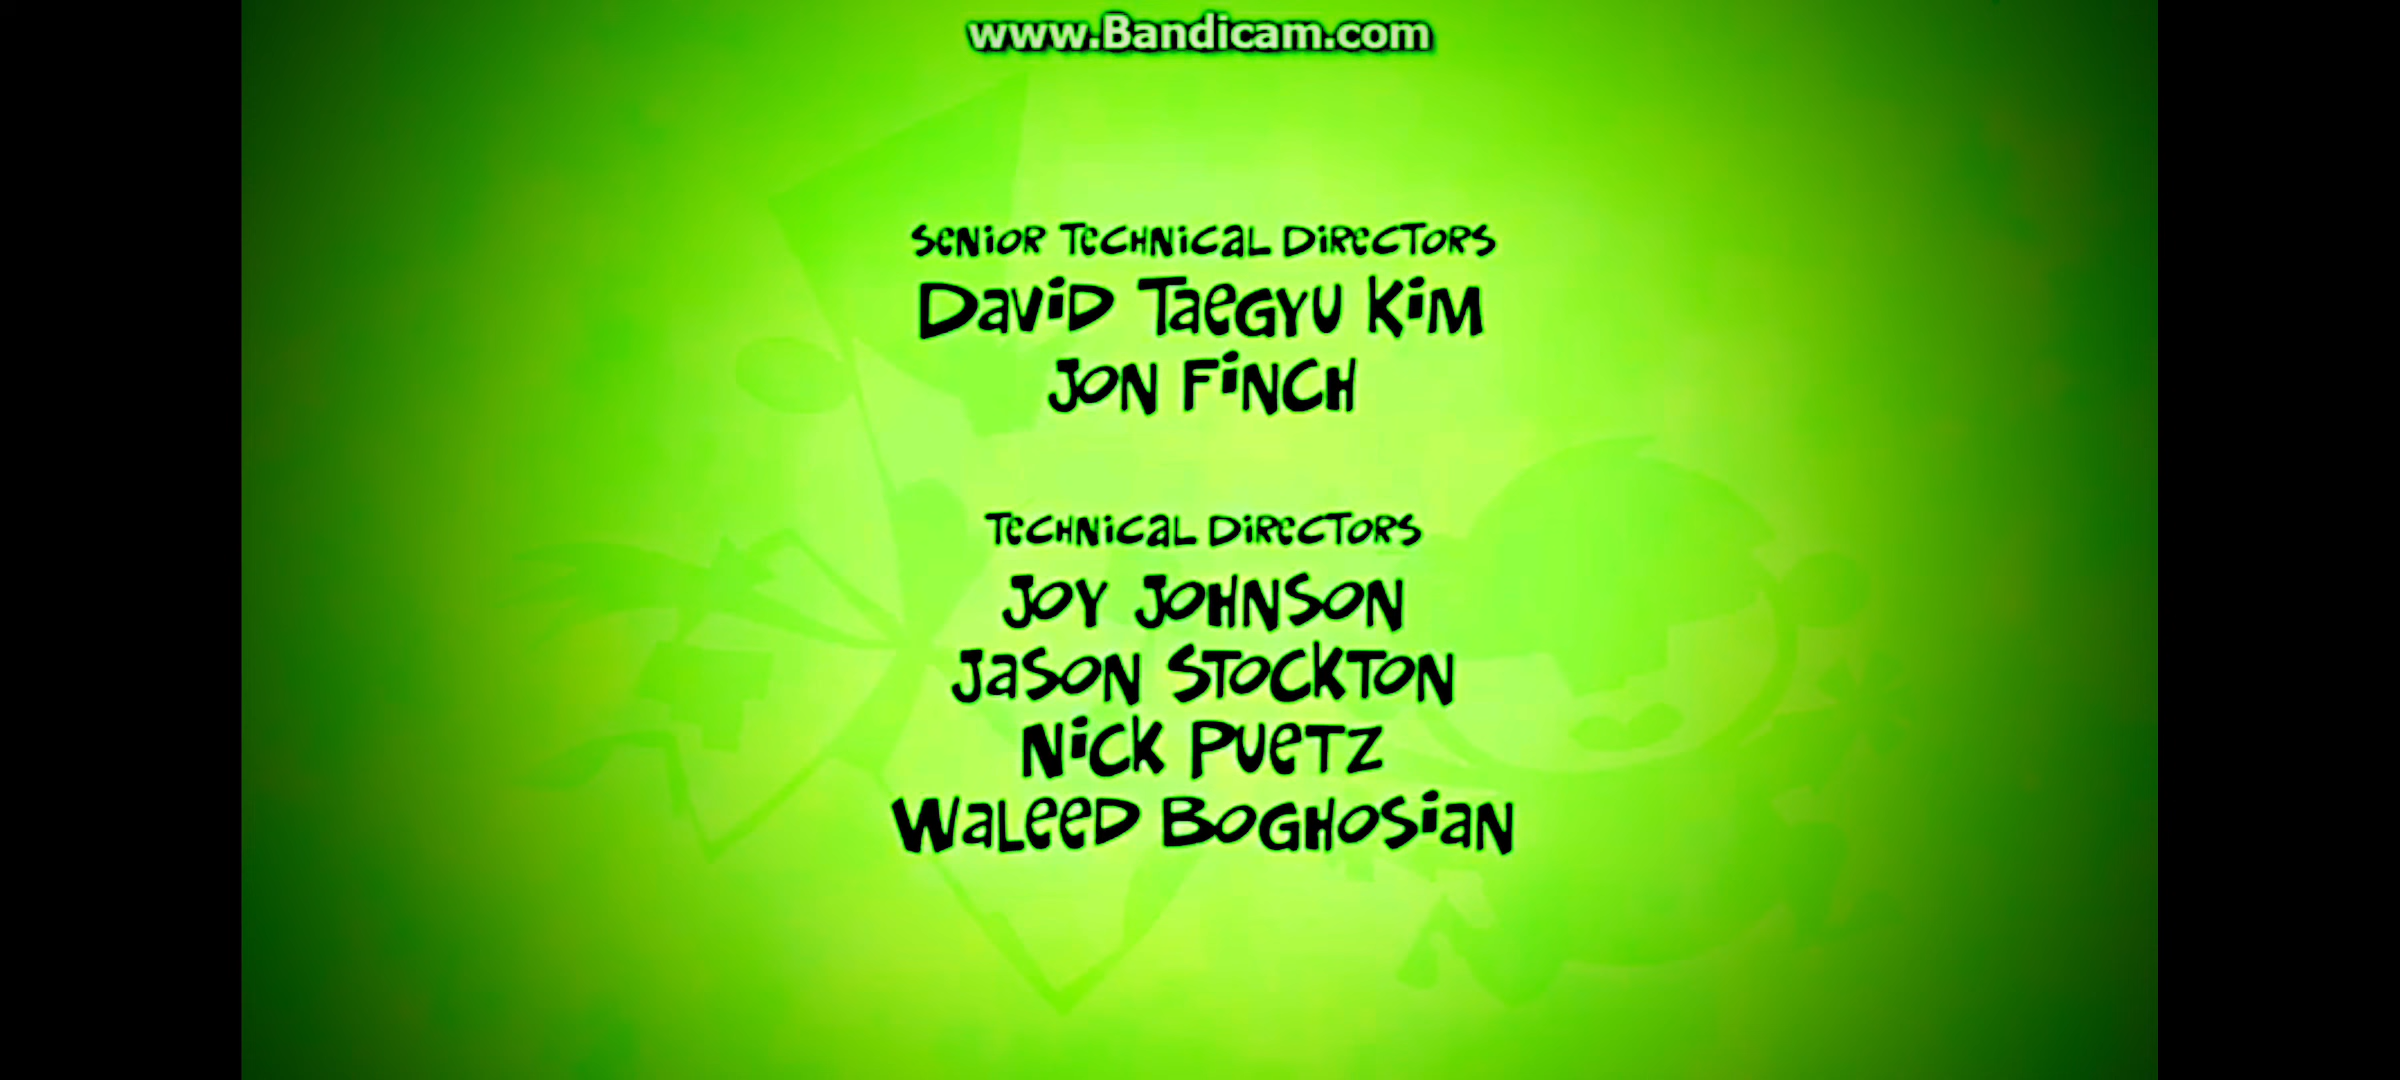 www.Bandicam.com
Senior Technical Directors
David Taegyu Kim
Jon Finch
Technical Directors
Joy Johnson
Jason Stockton
Nick Puetz
Waleed Boghosian